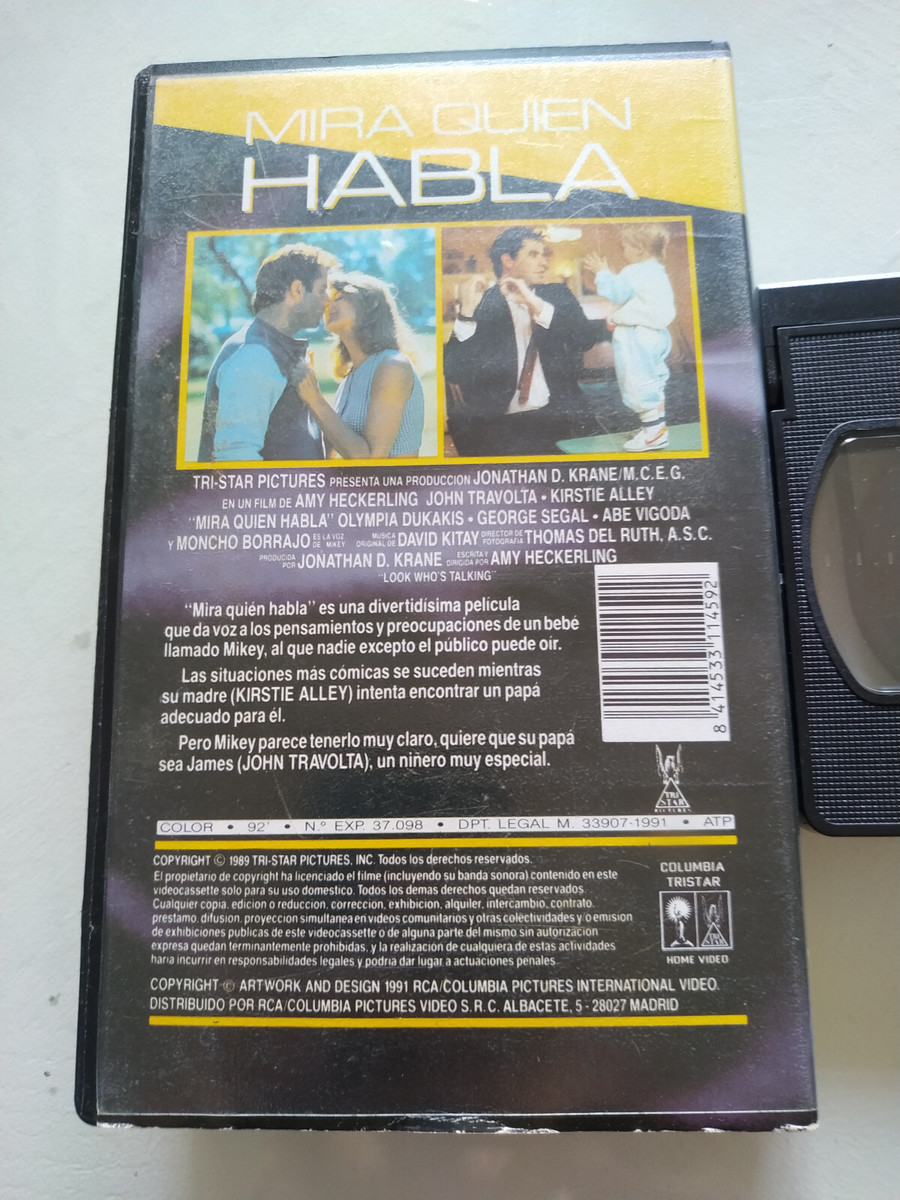 MIRA QUIEN
HABLA
TRI-STAR PICTURES PRESENTA UNA PRODUCCION JONATHAN D. KRANE/M.C.E.G.
EN UN FILM DE AMY HECKERLING JOHN TRAVOLTA • KIRSTIE ALLEY
"MIRA QUIEN HABLA" OLYMPIA DUKAKIS • GEORGE SEGAL • ABE VIGODA
Y MONCHO BORRAJO ES LA VOZ DE MIKEY MUSICA ORIGINAL DE DAVID KITAY DIRECTOR DE FOTOGRAFIA THOMAS DEL RUTH, A.S.C.
PRODUCIDA POR JONATHAN D. KRANE ESCRITA Y DIRIGIDA POR AMY HECKERLING
"LOOK WHO'S TALKING"
"Mira quién habla" es una divertidísima película
que da voz a los pensamientos y preocupaciones de un bebé
llamado Mikey, al que nadie excepto el público puede oír.
Las situaciones más cómicas se suceden mientras
su madre (KIRSTIE ALLEY) intenta encontrar un papá
adecuado para él.
Pero Mikey parece tenerlo muy claro, quiere que su papá
sea James (JOHN TRAVOLTA), un niñero muy especial.
8 414533 114592
TRI
STAR
PICTURES
COLOR • 92' • N.º EXP. 37.098 • DPT. LEGAL M. 33907-1991 • ATP
COPYRIGHT © 1989 TRI-STAR PICTURES, INC. Todos los derechos reservados.
El propietario de copyright ha licenciado el filme (incluyendo su banda sonora) contenido en este
videocassette solo para su uso domestico. Todos los demas derechos quedan reservados.
Cualquier copia, edicion o reduccion, correccion, exhibicion, alquiler, intercambio, contrato,
prestamo, difusion, proyeccion simultanea en videos comunitarios y otras colectividades y/o emision
de exhibiciones publicas de este videocassette o de alguna parte del mismo sin autorización
expresa quedan terminantemente prohibidas, y la realización de cualquiera de estas actividades
haria incurrir en responsabilidades legales y podría dar lugar a actuaciones penales.
COLUMBIA
TRISTAR
TRI
STAR
HOME VIDEO
COPYRIGHT © ARTWORK AND DESIGN 1991 RCA/COLUMBIA PICTURES INTERNATIONAL VIDEO.
DISTRIBUIDO POR RCA/COLUMBIA PICTURES VIDEO S.R.C. ALBACETE, 5 - 28027 MADRID